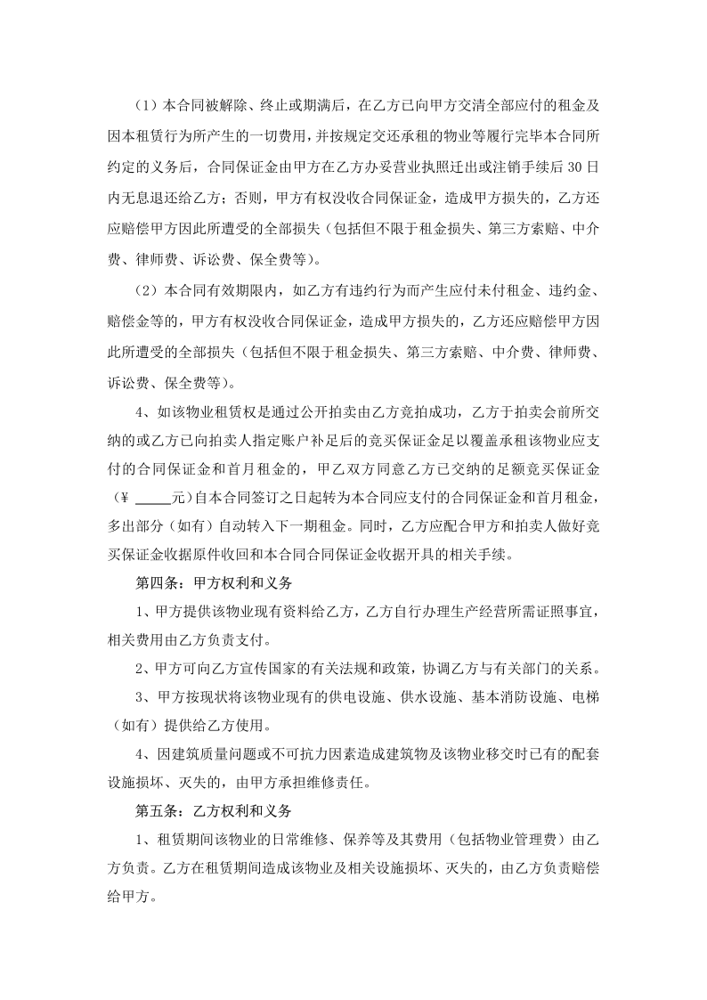 （1）本合同被解除、终止或期满后，在乙方已向甲方交清全部应付的租金及
因本租赁行为所产生的一切费用，并按规定交还承租的物业等履行完毕本合同所
约定的义务后，合同保证金由甲方在乙方办妥营业执照迁出或注销手续后 30 日
内无息退还给乙方；否则，甲方有权没收合同保证金，造成甲方损失的，乙方还
应赔偿甲方因此所遭受的全部损失（包括但不限于租金损失、第三方索赔、中介
费、律师费、诉讼费、保全费等）。
（2）本合同有效期限内，如乙方有违约行为而产生应付未付租金、违约金、
赔偿金等的，甲方有权没收合同保证金，造成甲方损失的，乙方还应赔偿甲方因
此所遭受的全部损失（包括但不限于租金损失、第三方索赔、中介费、律师费、
诉讼费、保全费等）。
4、如该物业租赁权是通过公开拍卖由乙方竞拍成功，乙方于拍卖会前所交
纳的或乙方已向拍卖人指定账户补足后的竞买保证金足以覆盖承租该物业应支
付的合同保证金和首月租金的，甲乙双方同意乙方已交纳的足额竞买保证金
（¥ _____元）自本合同签订之日起转为本合同应支付的合同保证金和首月租金，
多出部分（如有）自动转入下一期租金。同时，乙方应配合甲方和拍卖人做好竞
买保证金收据原件收回和本合同合同保证金收据开具的相关手续。
第四条：甲方权利和义务
1、甲方提供该物业现有资料给乙方，乙方自行办理生产经营所需证照事宜，
相关费用由乙方负责支付。
2、甲方可向乙方宣传国家的有关法规和政策，协调乙方与有关部门的关系。
3、甲方按现状将该物业现有的供电设施、供水设施、基本消防设施、电梯
（如有）提供给乙方使用。
4、因建筑质量问题或不可抗力因素造成建筑物及该物业移交时已有的配套
设施损坏、灭失的，由甲方承担维修责任。
第五条：乙方权利和义务
1、租赁期间该物业的日常维修、保养等及其费用（包括物业管理费）由乙
方负责。乙方在租赁期间造成该物业及相关设施损坏、灭失的，由乙方负责赔偿
给甲方。